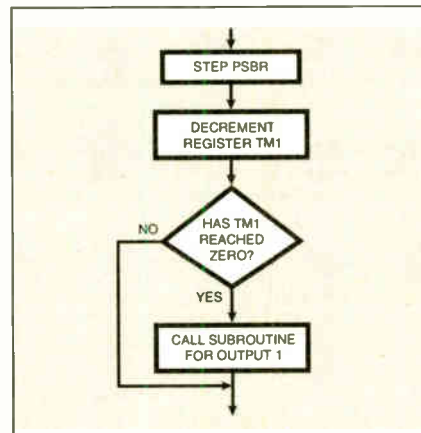 STEP PSBR
DECREMENT
REGISTER TM1
HAS TM1
REACHED
ZERO?
NO
YES
CALL SUBROUTINE
FOR OUTPUT 1